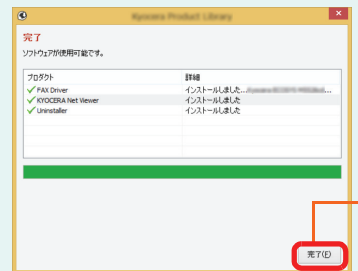 Kyocera Product Library
完了
ソフトウェアが使用可能です。
プロダクト 詳細
FAX Driver インストールしました...
KYOCERA Net Viewer インストールしました
Uninstaller インストールしました
完了(F)